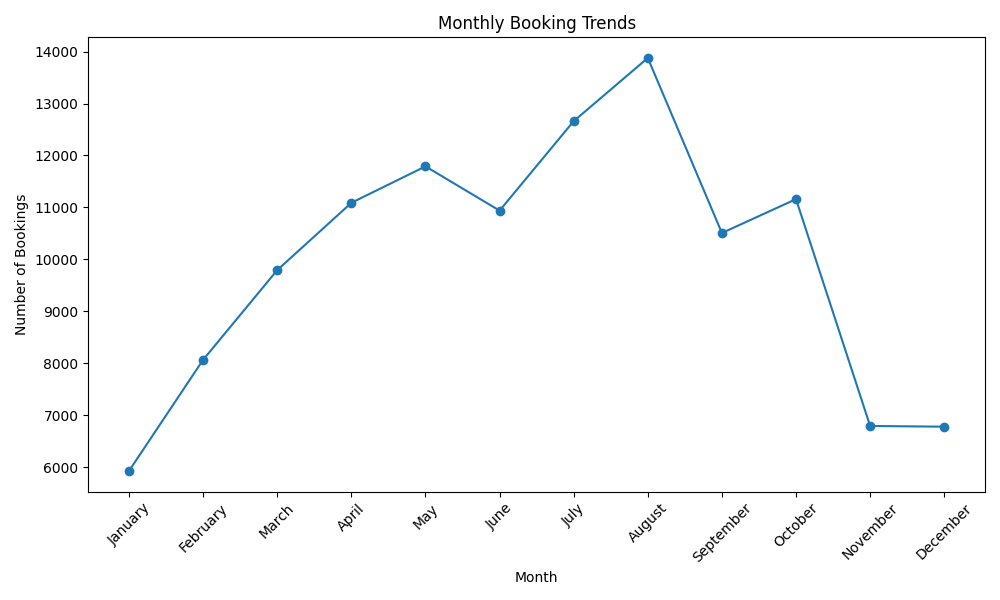 Monthly Booking Trends
Number of Bookings
14000
13000
12000
11000
10000
9000
8000
7000
6000
January
February
March
April
May
June
July
August
September
October
November
December
Month